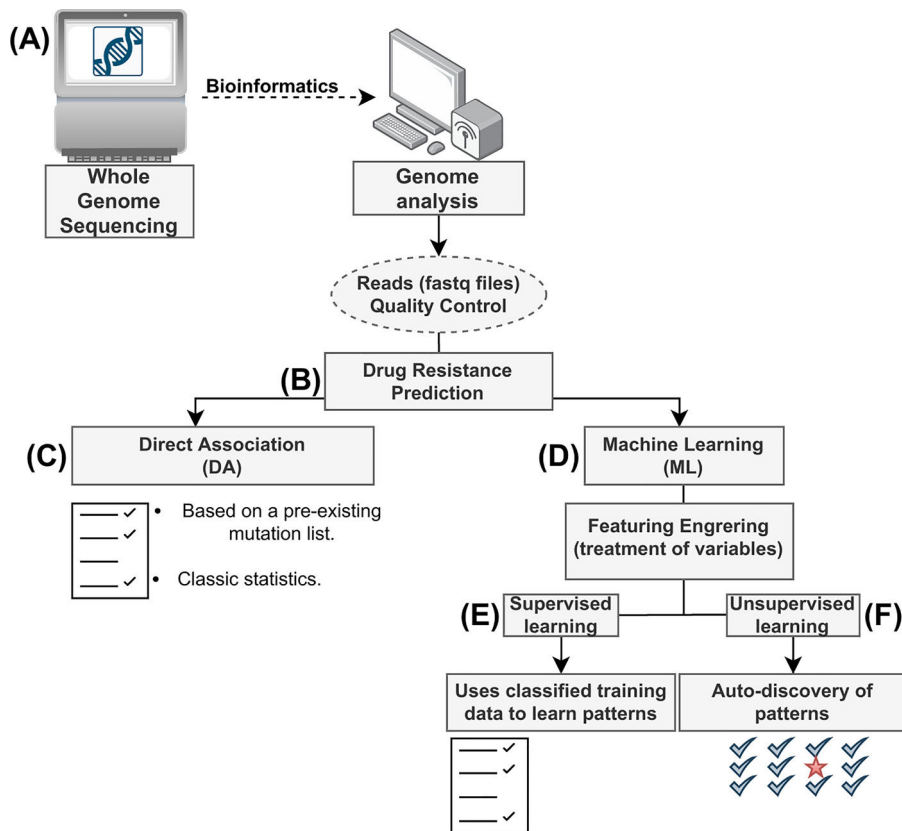 (A)
Bioinformatics
Whole
Genome
Sequencing
Genome
analysis
Reads (fastq files)
Quality Control
(B)
Drug Resistance
Prediction
(C)
Direct Association
(DA)
• Based on a pre-existing
mutation list.
• Classic statistics.
(D)
Machine Learning
(ML)
Featuring Engrering
(treatment of variables)
(E)
Supervised
learning
Unsupervised
learning
(F)
Uses classified training
data to learn patterns
Auto-discovery of
patterns